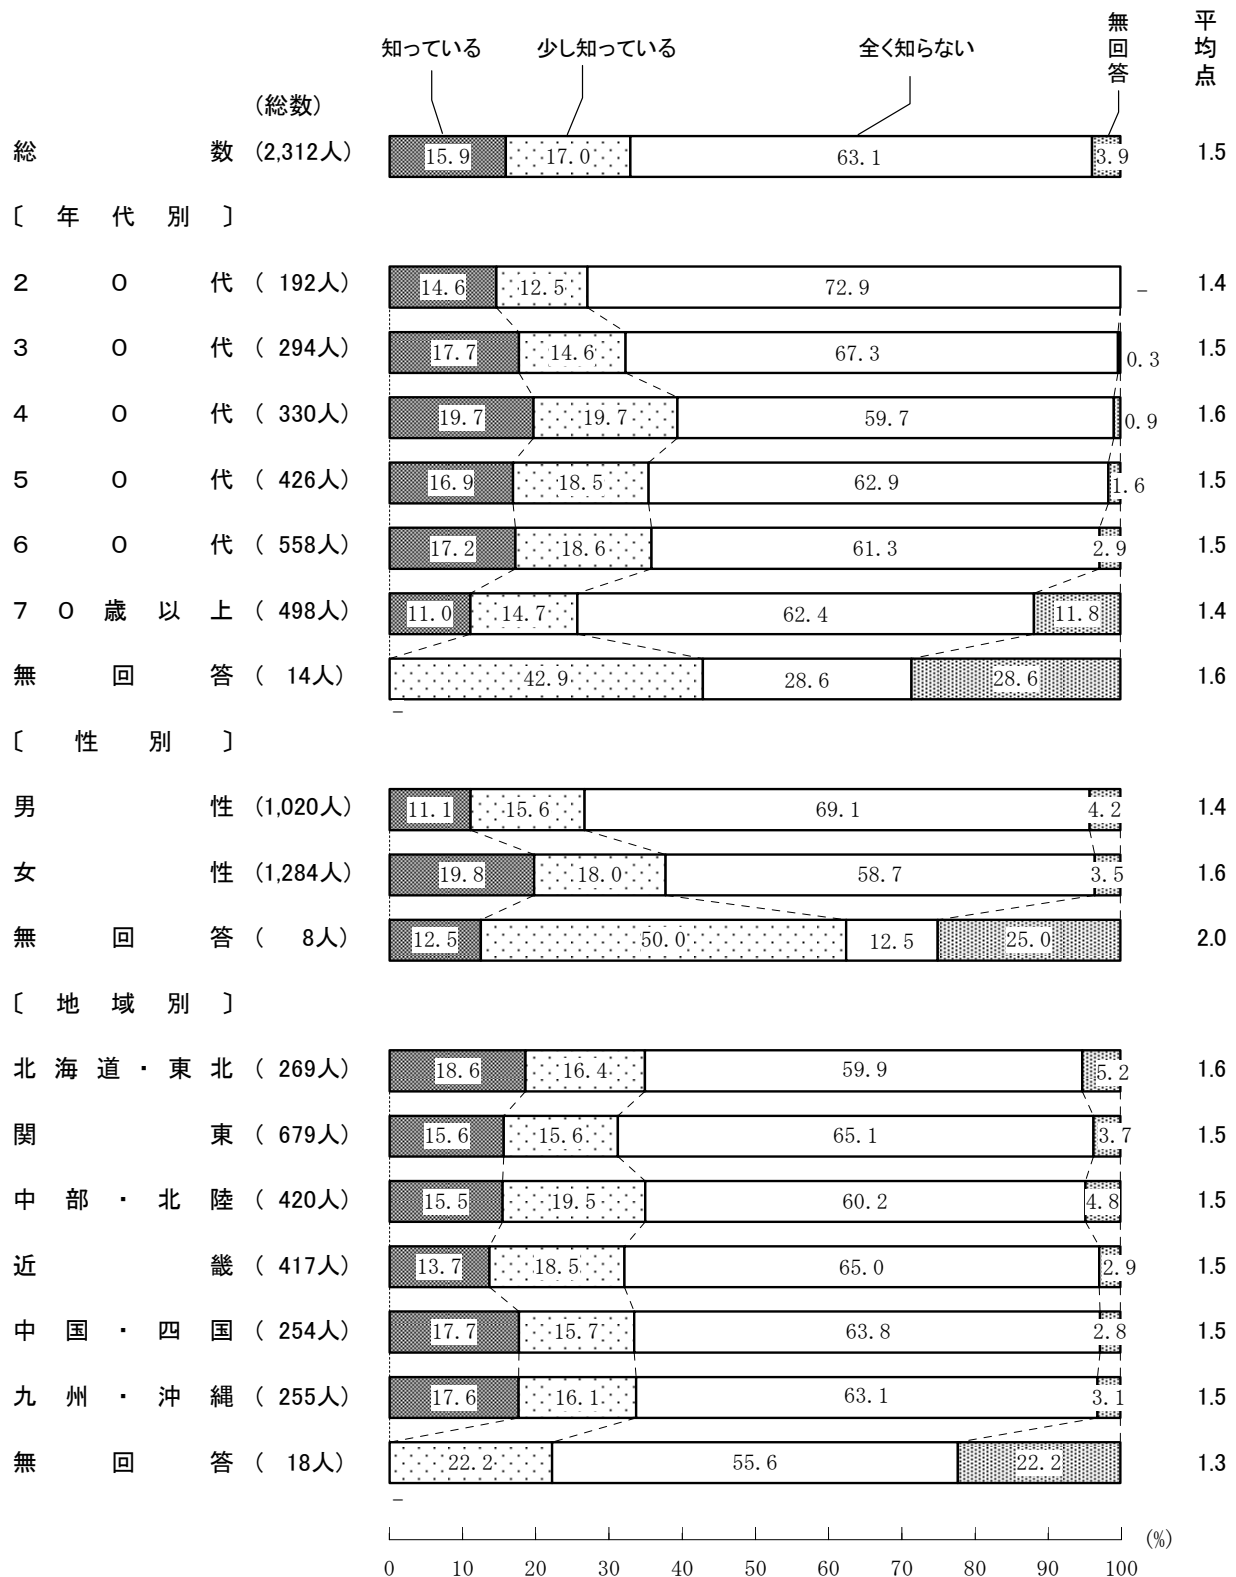 知っている 少し知っている 全く知らない 無回答 平均点
(総数)
総数 (2,312人) 15.9 17.0 63.1 3.9 1.5
〔年代別〕
20代 ( 192人) 14.6 12.5 72.9 – 1.4
30代 ( 294人) 17.7 14.6 67.3 0.3 1.5
40代 ( 330人) 19.7 19.7 59.7 0.9 1.6
50代 ( 426人) 16.9 18.5 62.9 1.6 1.5
60代 ( 558人) 17.2 18.6 61.3 2.9 1.5
70歳以上 ( 498人) 11.0 14.7 62.4 11.8 1.4
無回答 ( 14人) 42.9 28.6 28.6 1.6
–
〔性別〕
男性 (1,020人) 11.1 15.6 69.1 4.2 1.4
女性 (1,284人) 19.8 18.0 58.7 3.5 1.6
無回答 ( 8人) 12.5 50.0 12.5 25.0 2.0
〔地域別〕
北海道・東北 ( 269人) 18.6 16.4 59.9 5.2 1.6
関東 ( 679人) 15.6 15.6 65.1 3.7 1.5
中部・北陸 ( 420人) 15.5 19.5 60.2 4.8 1.5
近畿 ( 417人) 13.7 18.5 65.0 2.9 1.5
中国・四国 ( 254人) 17.7 15.7 63.8 2.8 1.5
九州・沖縄 ( 255人) 17.6 16.1 63.1 3.1 1.5
無回答 ( 18人) 22.2 55.6 22.2 1.3
–
(%)
0 10 20 30 40 50 60 70 80 90 100